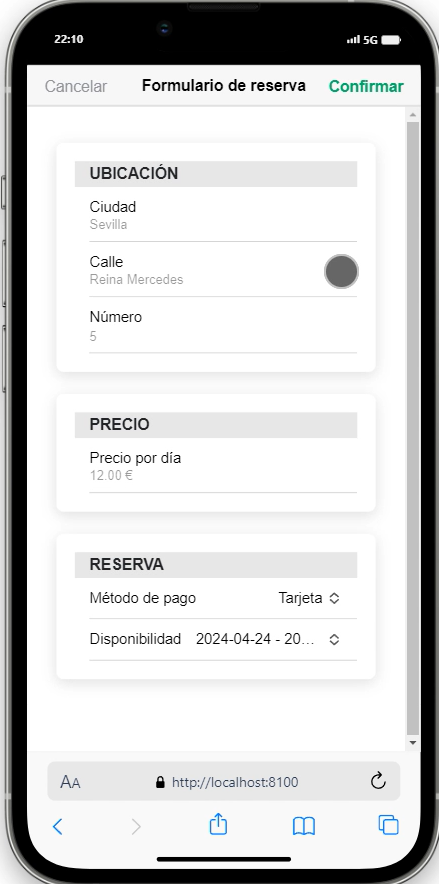 22:10
5G
Cancelar Formulario de reserva Confirmar
UBICACIÓN
Ciudad
Sevilla
Calle
Reina Mercedes
Número
5
PRECIO
Precio por día
12.00 €
RESERVA
Método de pago Tarjeta
Disponibilidad 2024-04-24 - 20...
AA http://localhost:8100